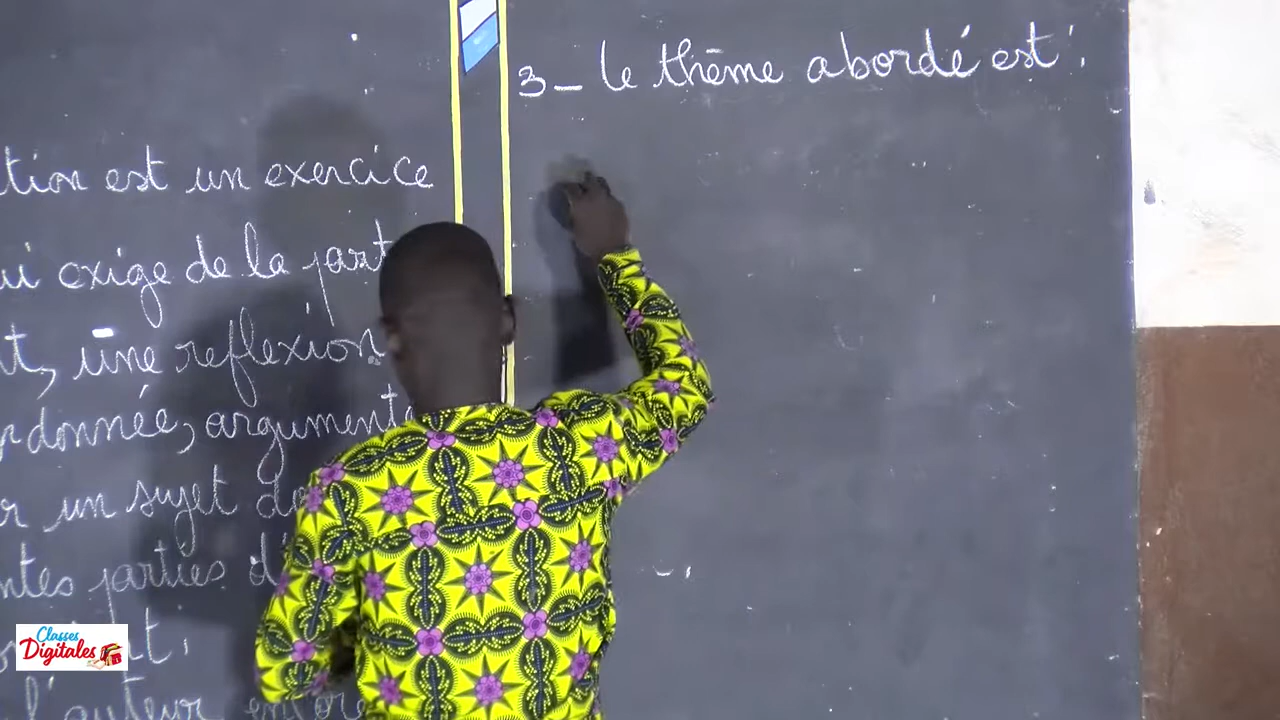 tion est un exercice
ui exige de la part
t, une reflexion
rdonnée, argumenté
r un sujet
ntes parties
t.
l'auteur
3_ le thème abordé est:
Classes
Digitales